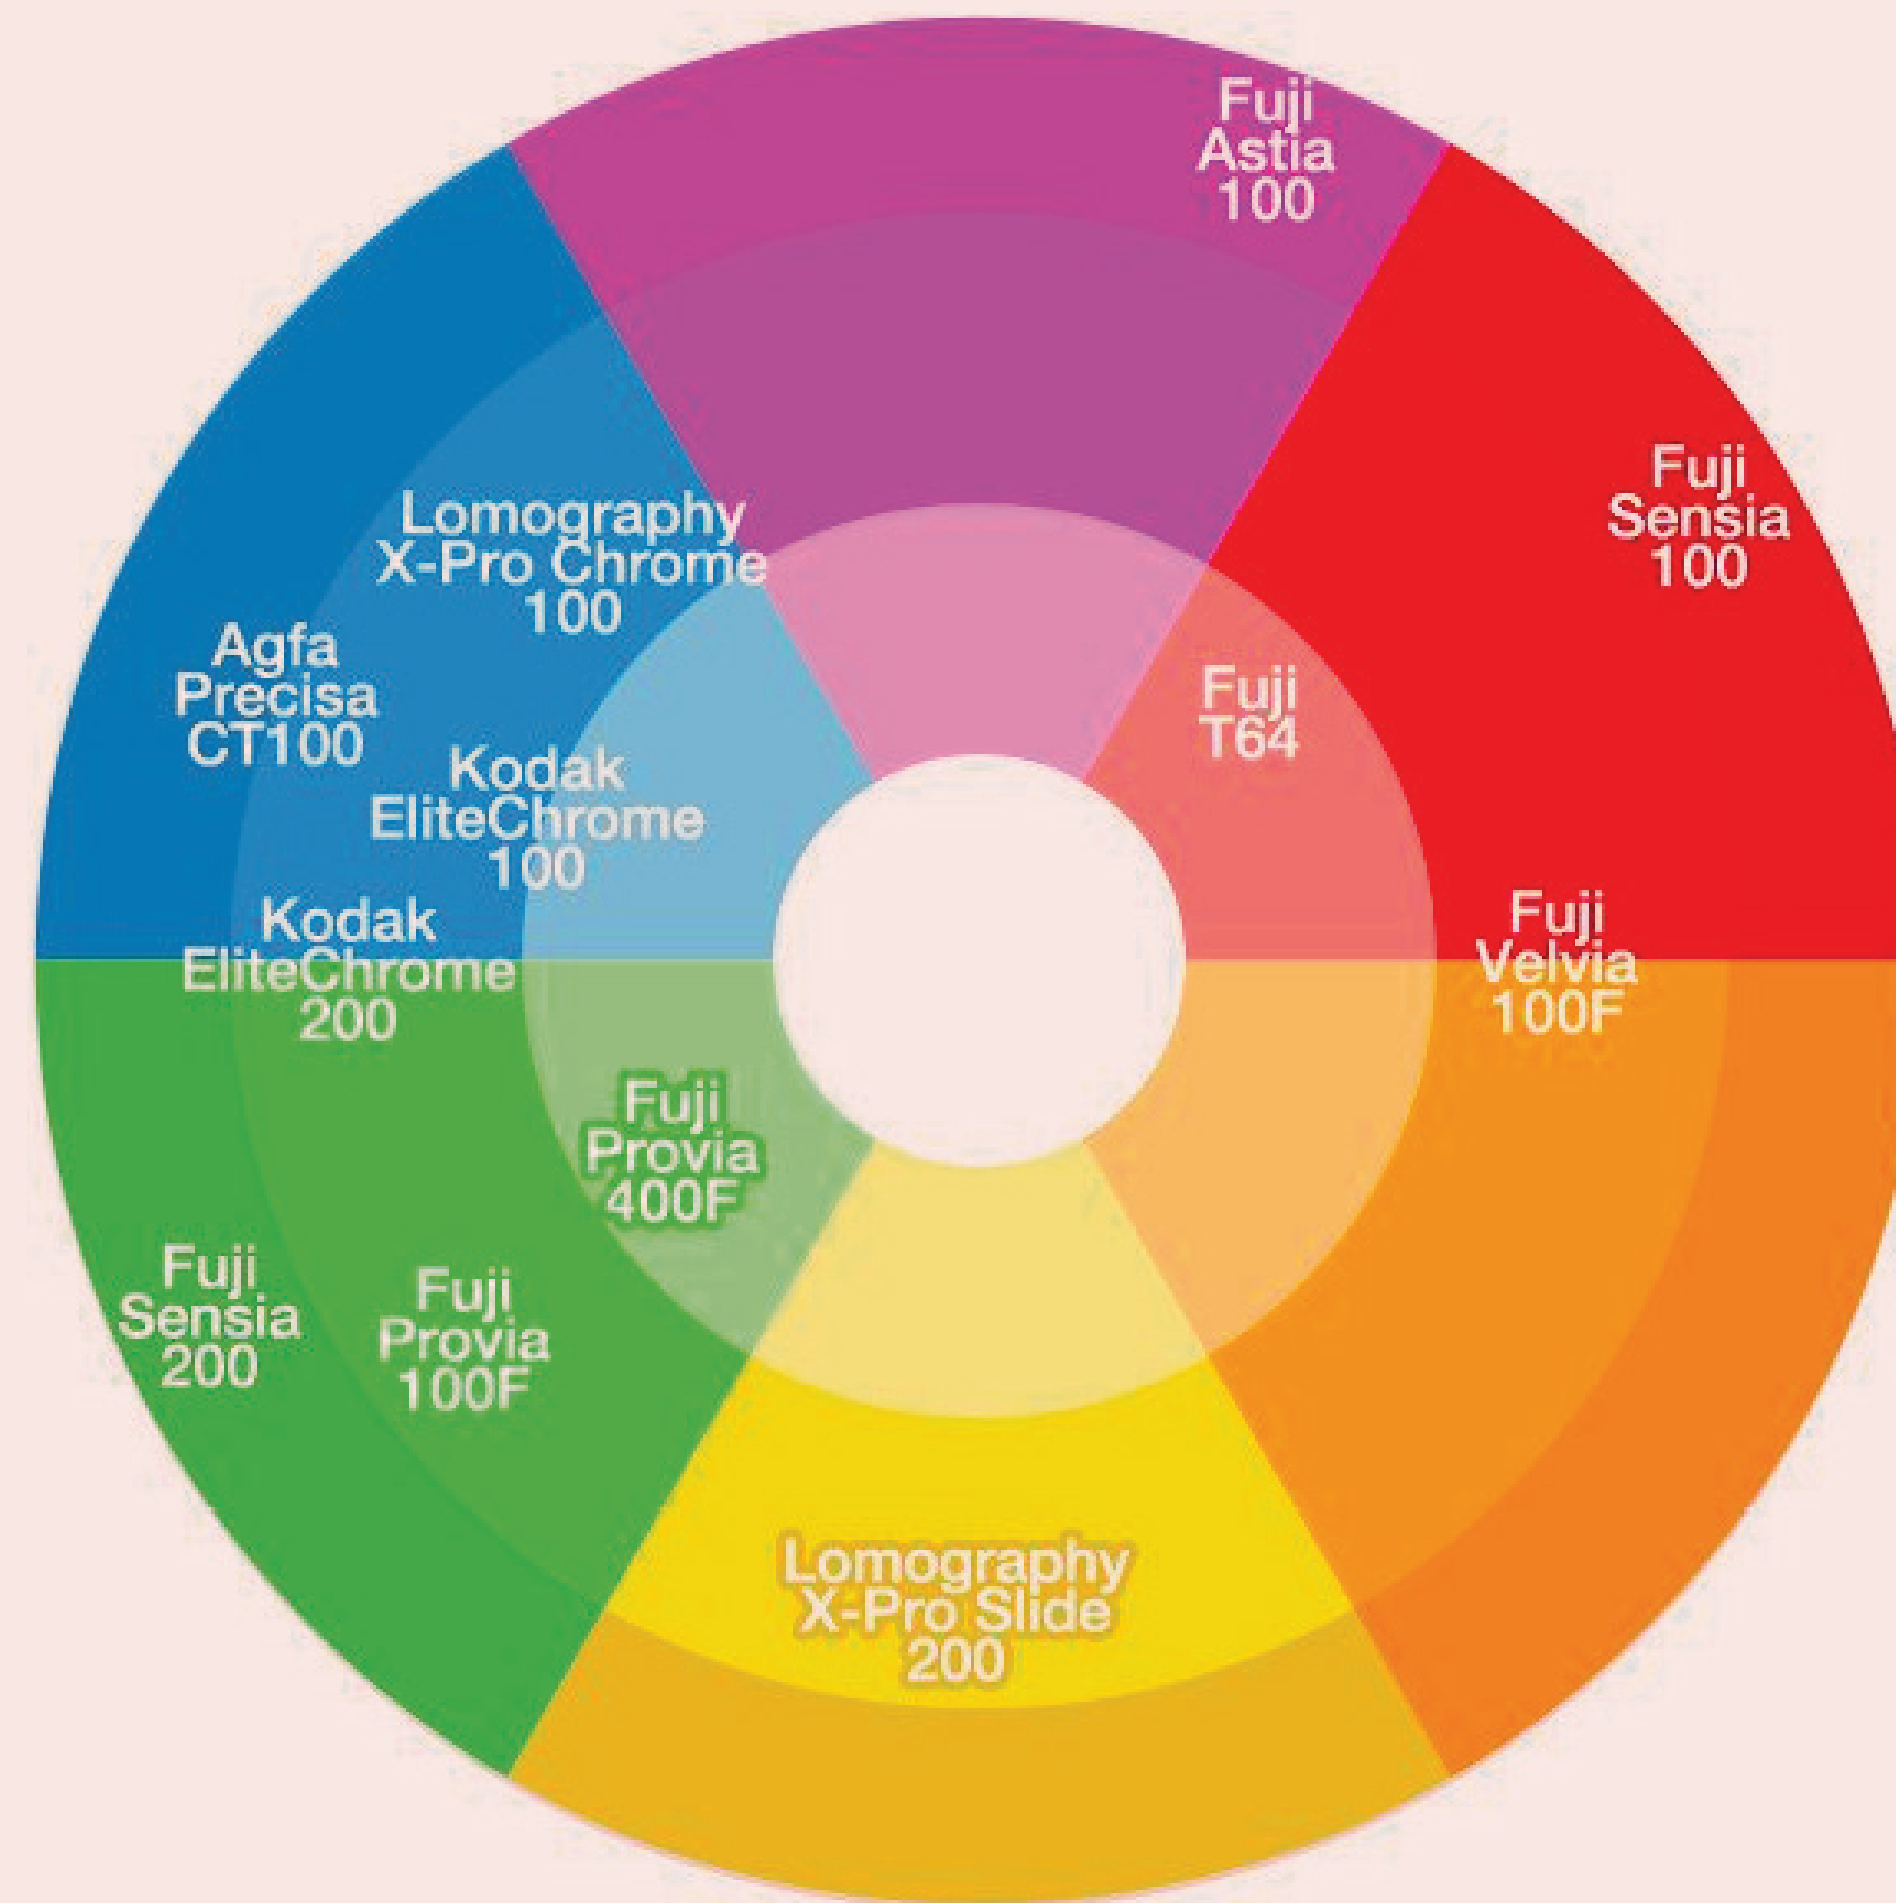 Fuji
Astia
100
Fuji
Sensia
100
Lomography
X-Pro Chrome
100
Agfa
Precisa
CT100
Fuji
T64
Kodak
EliteChrome
100
Kodak
EliteChrome
200
Fuji
Velvia
100F
Fuji
Provia
400F
Fuji
Sensia
200
Fuji
Provia
100F
Lomography
X-Pro Slide
200